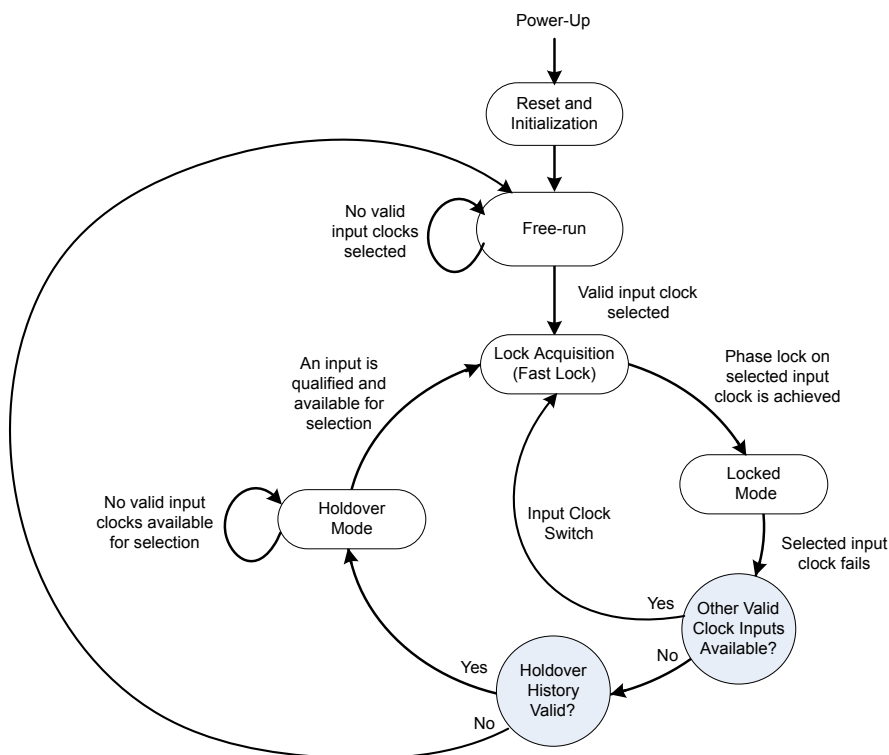 Power-Up
Reset and
Initialization
No valid
input clocks
selected
Free-run
Valid input clock
selected
An input is
qualified and
available for
selection
Lock Acquisition
(Fast Lock)
Phase lock on
selected input
clock is achieved
Locked
Mode
No valid input
clocks available
for selection
Holdover
Mode
Input Clock
Switch
Selected input
clock fails
Yes
Other Valid
Clock Inputs
Available?
No
Yes
Holdover
History
Valid?
No